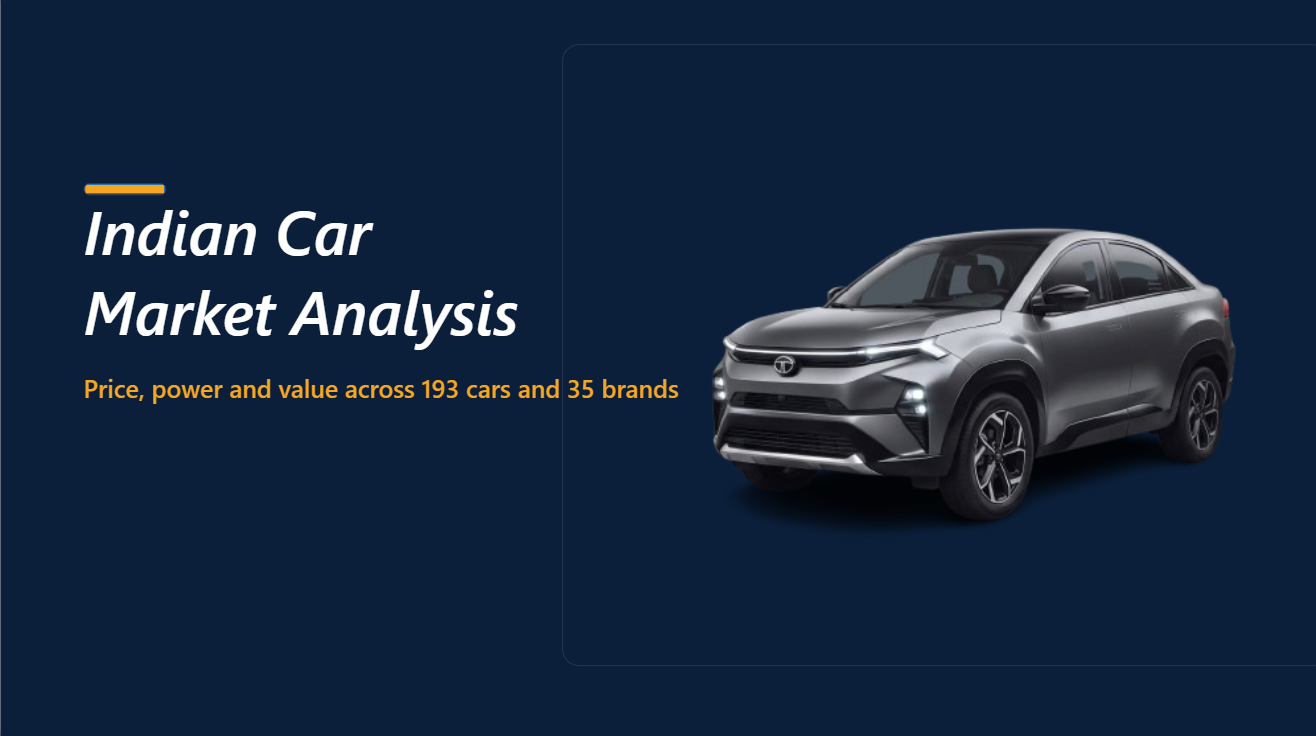 Indian Car
Market Analysis
Price, power and value across 193 cars and 35 brands